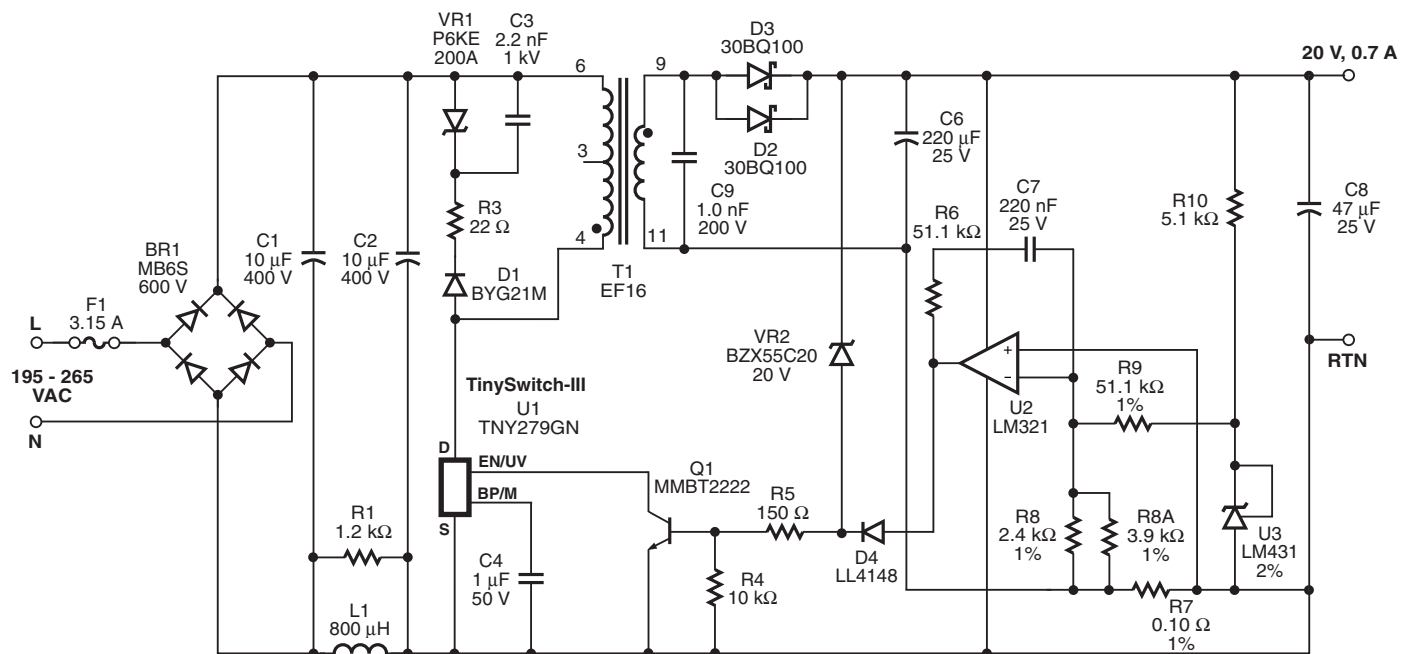 VR1
P6KE
200A
C3
2.2 nF
1 kV
D3
30BQ100
20 V, 0.7 A
6
9
3
4
11
D2
30BQ100
C6
220 μF
25 V
C9
1.0 nF
200 V
C7
220 nF
25 V
R6
51.1 kΩ
R10
5.1 kΩ
C8
47 μF
25 V
R3
22 Ω
BR1
MB6S
600 V
C1
10 μF
400 V
C2
10 μF
400 V
D1
BYG21M
T1
EF16
F1
3.15 A
L
195 - 265
VAC
N
VR2
BZX55C20
20 V
+
−
U2
LM321
R9
51.1 kΩ
1%
RTN
TinySwitch-III
U1
TNY279GN
D
EN/UV
BP/M
S
Q1
MMBT2222
R5
150 Ω
D4
LL4148
R8
2.4 kΩ
1%
R8A
3.9 kΩ
1%
U3
LM431
2%
R1
1.2 kΩ
C4
1 μF
50 V
R4
10 kΩ
R7
0.10 Ω
1%
L1
800 μH